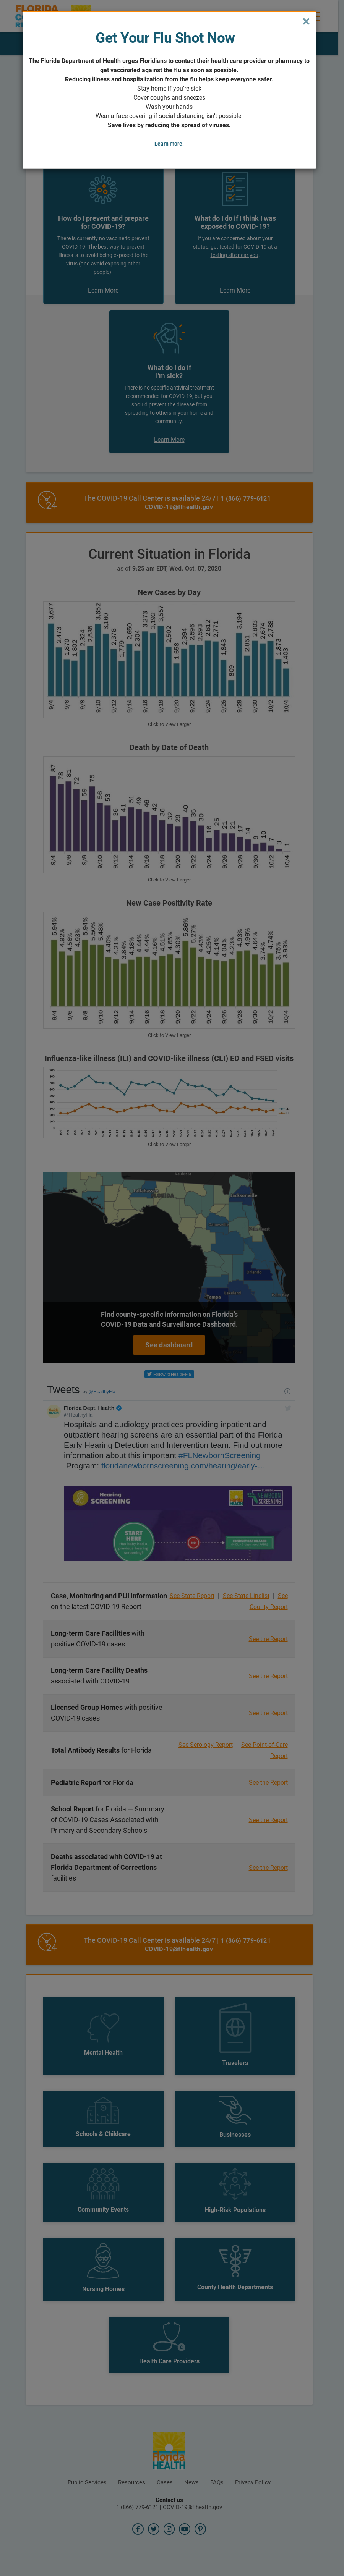 FLORIDA
×
Get Your Flu Shot Now
The Florida Department of Health urges Floridians to contact their health care provider or pharmacy to
get vaccinated against the flu as soon as possible.
Reducing illness and hospitalization from the flu helps keep everyone safer.
Stay home if you're sick
Cover coughs and sneezes
Wash your hands
Wear a face covering if social distancing isn't possible.
Save lives by reducing the spread of viruses.
Learn more.
How do I prevent and prepare
for COVID-19?
There is currently no vaccine to prevent
COVID-19. The best way to prevent
illness is to avoid being exposed to the
virus (and avoid exposing other
people).
Learn More
What do I do if I think I was
exposed to COVID-19?
If you are concerned about your
status, get tested for COVID-19 at a
testing site near you.
Learn More
What do I do if
I'm sick?
There is no specific antiviral treatment
recommended for COVID-19, but you
should prevent the disease from
spreading to others in your home and
community.
Learn More
24
The COVID-19 Call Center is available 24/7 | 1 (866) 779-6121 |
COVID-19@flhealth.gov
Current Situation in Florida
as of 9:25 am EDT, Wed. Oct. 07, 2020
New Cases by Day
3,677 2,473 1,870 1,802 2,324 2,535 3,652 3,160 2,378 1,779 2,650 2,304 3,273 3,192 3,557 2,502 1,658 2,394 2,596 2,593 2,812 2,771 1,843 809 3,194 2,051 2,803 2,674 2,788 1,873 1,403
9/4 9/6 9/8 9/10 9/12 9/14 9/16 9/18 9/20 9/22 9/24 9/26 9/28 9/30 10/2 10/4
Click to View Larger
Death by Date of Death
87 78 81 72 59 75 56 53 36 41 51 49 46 42 36 32 29 40 35 30 16 25 21 21 17 14 9 10 7 3 1
9/4 9/6 9/8 9/10 9/12 9/14 9/16 9/18 9/20 9/22 9/24 9/26 9/28 9/30 10/2 10/4
Click to View Larger
New Case Positivity Rate
5.94% 4.92% 4.56% 4.93% 5.94% 5.50% 5.48% 4.40% 4.21% 3.84% 4.18% 4.44% 4.44% 4.16% 4.51% 4.65% 4.30% 5.86% 5.27% 4.43% 4.25% 4.14% 4.04% 4.23% 4.93% 4.99% 4.64% 3.74% 4.74% 3.75% 3.93%
9/4 9/6 9/8 9/10 9/12 9/14 9/16 9/18 9/20 9/22 9/24 9/26 9/28 9/30 10/2 10/4
Click to View Larger
Influenza-like illness (ILI) and COVID-like illness (CLI) ED and FSED visits
Click to View Larger
Tampa
Find county-specific information on Florida's
COVID-19 Data and Surveillance Dashboard.
See dashboard
Follow @HealthyFla
Tweets by @HealthyFla
Florida Dept. Health
@HealthyFla
Hospitals and audiology practices providing inpatient and
outpatient hearing screens are an essential part of the Florida
Early Hearing Detection and Intervention team. Find out more
information about this important #FLNewbornScreening
Program: floridanewbornscreening.com/hearing/early-…
Hearing
SCREENING
NEWBORN
SCREENING
START
HERE
Case, Monitoring and PUI Information
on the latest COVID-19 Report
See State Report | See State Linelist | See
County Report
Long-term Care Facilities with
positive COVID-19 cases
See the Report
Long-term Care Facility Deaths
associated with COVID-19
See the Report
Licensed Group Homes with positive
COVID-19 cases
See the Report
Total Antibody Results for Florida
See Serology Report | See Point-of-Care
Report
Pediatric Report for Florida
See the Report
School Report for Florida — Summary
of COVID-19 Cases Associated with
Primary and Secondary Schools
See the Report
Deaths associated with COVID-19 at
Florida Department of Corrections
facilities
See the Report
24
The COVID-19 Call Center is available 24/7 | 1 (866) 779-6121 |
COVID-19@flhealth.gov
Mental Health
Travelers
Schools & Childcare
Businesses
Community Events
High-Risk Populations
Nursing Homes
County Health Departments
Health Care Providers
Florida
HEALTH
Public Services Resources Cases News FAQs Privacy Policy
Contact us
1 (866) 779-6121 | COVID-19@flhealth.gov